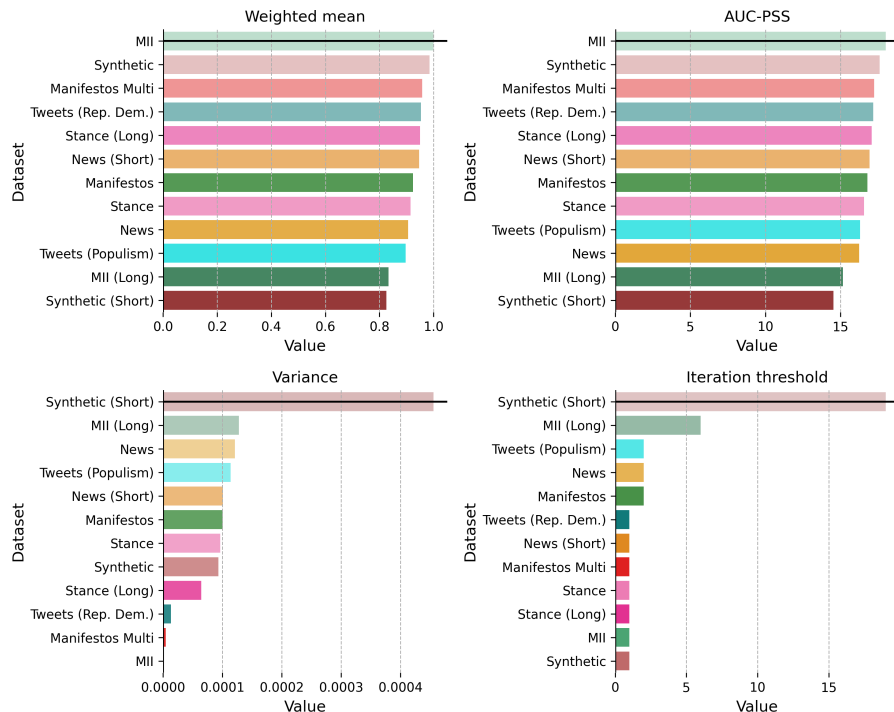 Weighted mean
Dataset
MII
Synthetic
Manifestos Multi
Tweets (Rep. Dem.)
Stance (Long)
News (Short)
Manifestos
Stance
News
Tweets (Populism)
MII (Long)
Synthetic (Short)
0.0 0.2 0.4 0.6 0.8 1.0
Value
AUC-PSS
Dataset
MII
Synthetic
Manifestos Multi
Tweets (Rep. Dem.)
Stance (Long)
News (Short)
Manifestos
Stance
Tweets (Populism)
News
MII (Long)
Synthetic (Short)
0 5 10 15
Value
Variance
Dataset
Synthetic (Short)
MII (Long)
News
Tweets (Populism)
News (Short)
Manifestos
Stance
Synthetic
Stance (Long)
Tweets (Rep. Dem.)
Manifestos Multi
MII
0.0000 0.0001 0.0002 0.0003 0.0004
Value
Iteration threshold
Dataset
Synthetic (Short)
MII (Long)
Tweets (Populism)
News
Manifestos
Tweets (Rep. Dem.)
News (Short)
Manifestos Multi
Stance
Stance (Long)
MII
Synthetic
0 5 10 15
Value